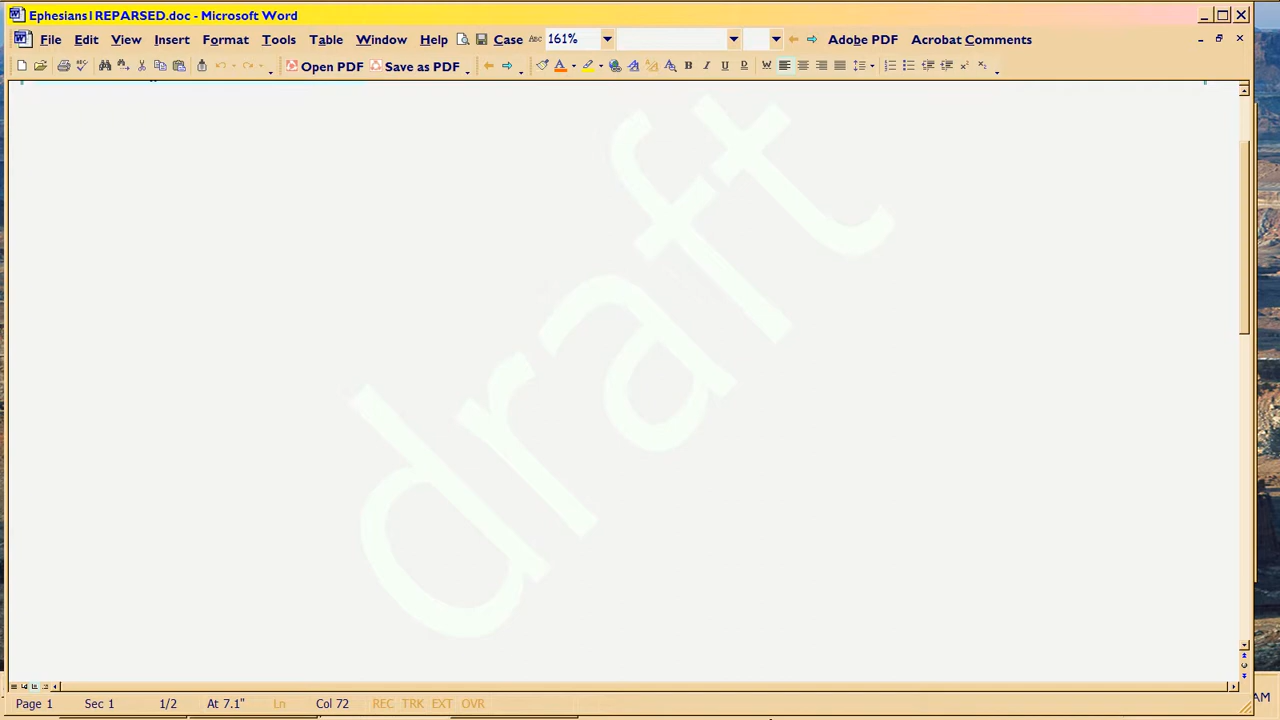 Ephesians1REPARSED.doc - Microsoft Word
File Edit View Insert Format Tools Table Window Help Case 161% Adobe PDF Acrobat Comments
Open PDF Save as PDF
draft
Page 1 Sec 1 1/2 At 7.1" Ln Col 72 REC TRK EXT OVR
AM